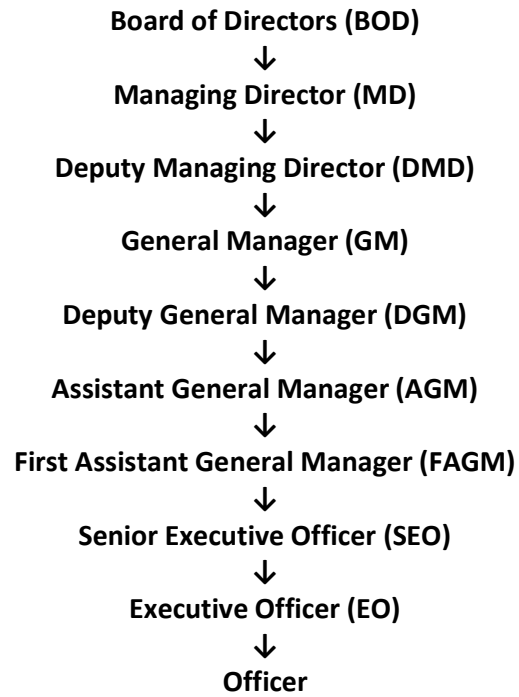 Board of Directors (BOD)
↓
Managing Director (MD)
↓
Deputy Managing Director (DMD)
↓
General Manager (GM)
↓
Deputy General Manager (DGM)
↓
Assistant General Manager (AGM)
↓
First Assistant General Manager (FAGM)
↓
Senior Executive Officer (SEO)
↓
Executive Officer (EO)
↓
Officer